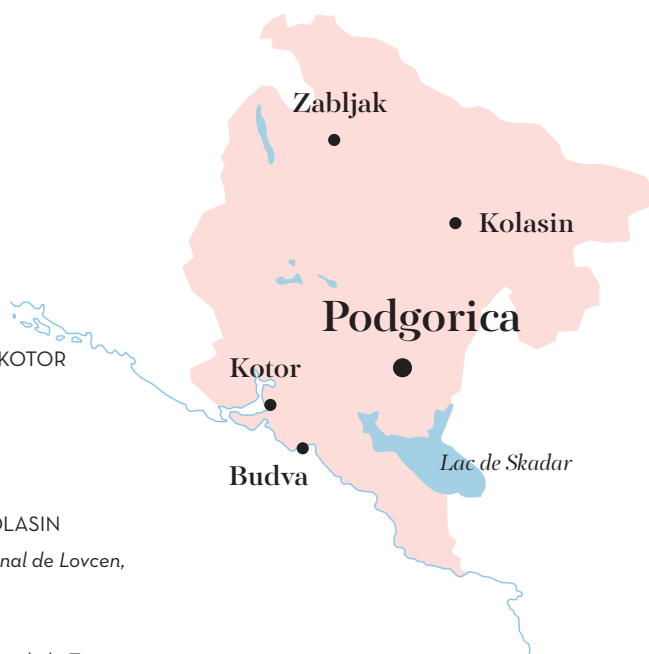 Zabljak
Kolasin
Podgorica
KOTOR
Kotor
Lac de Skadar
Budva
OLASIN
nal de Lovcen,